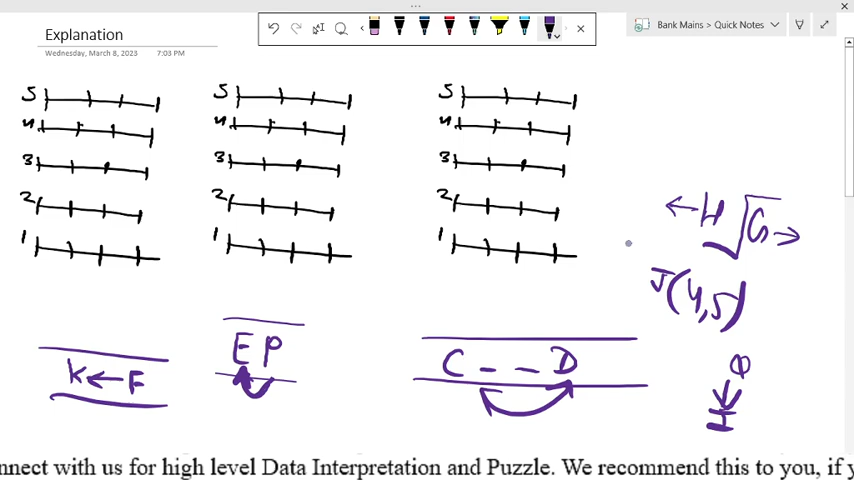 Explanation
Bank Mains > Quick Notes
Wednesday, March 8, 2023 7:03 PM
5 5 5
4 4 4
3 3 3
2 2 2
1 1 1
←H G→
J(4,5)
K←F
E P
C _ _ D
Q
↓
I
nnect with us for high level Data Interpretation and Puzzle. We recommend this to you, if y